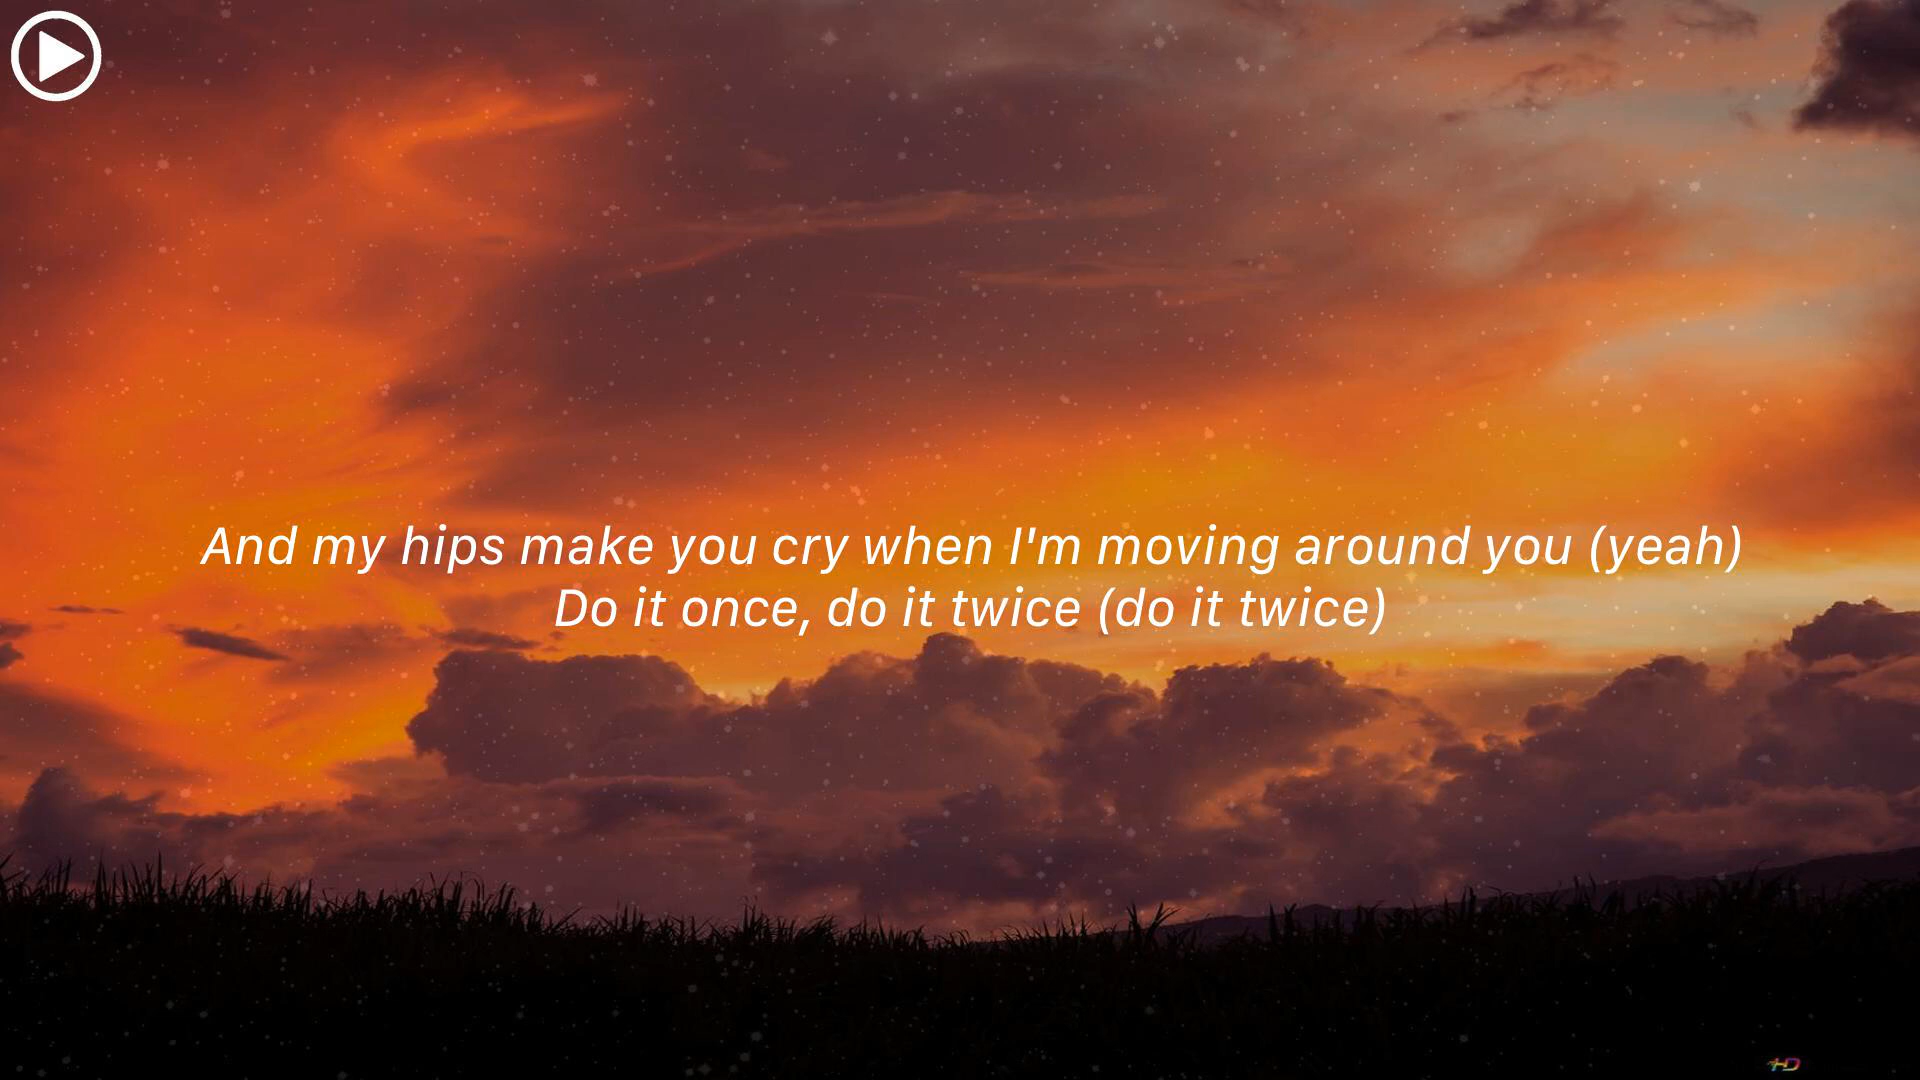 And my hips make you cry when I'm moving around you (yeah)
Do it once, do it twice (do it twice)
HD